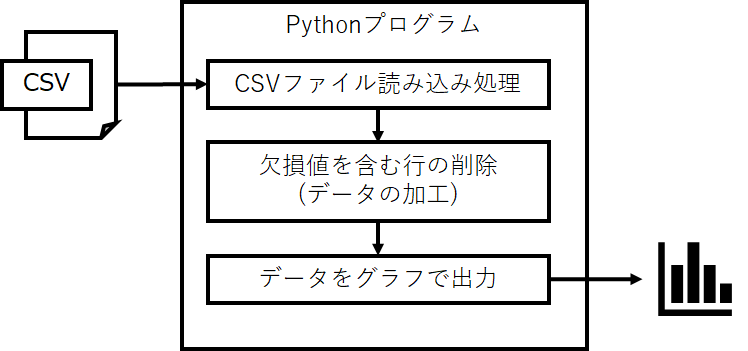 Pythonプログラム
CSV
CSVファイル読み込み処理
欠損値を含む行の削除
(データの加工)
データをグラフで出力